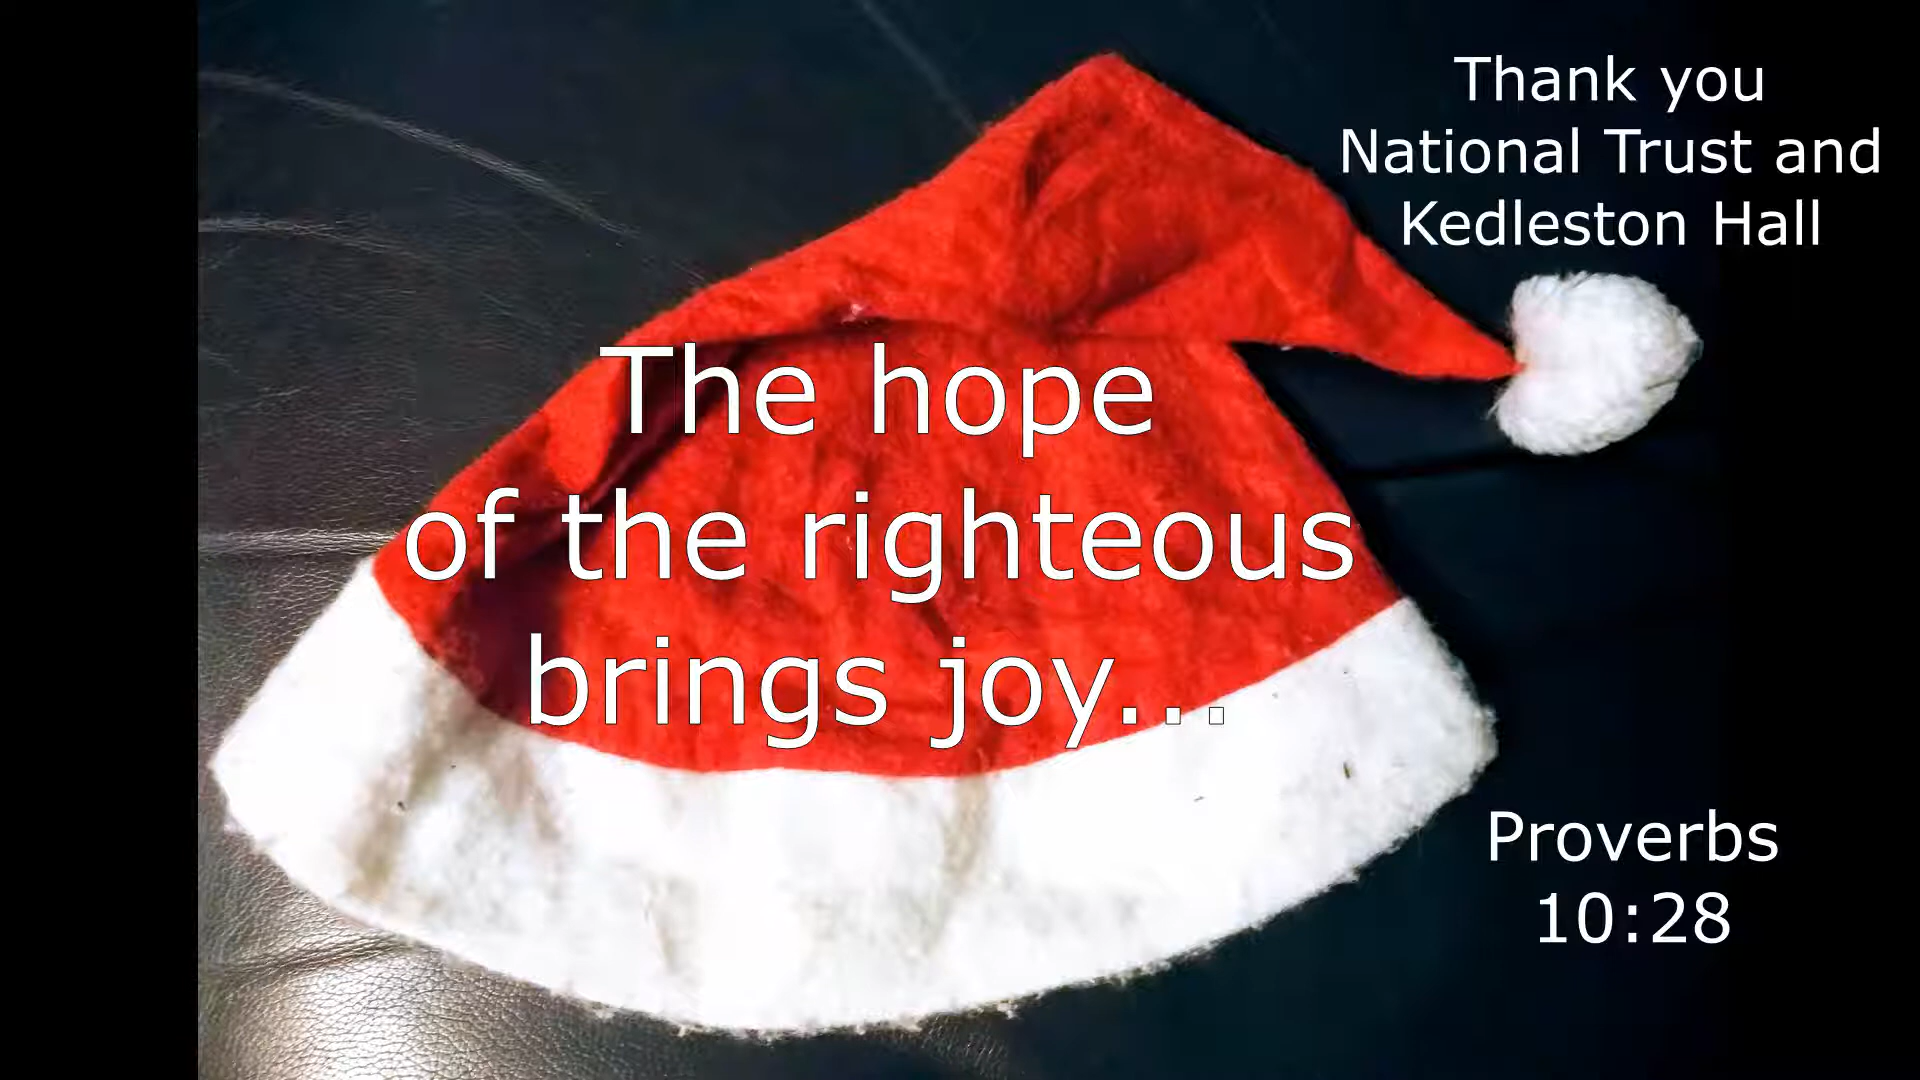 Thank you
National Trust and
Kedleston Hall
The hope
of the righteous
brings joy...
Proverbs
10:28